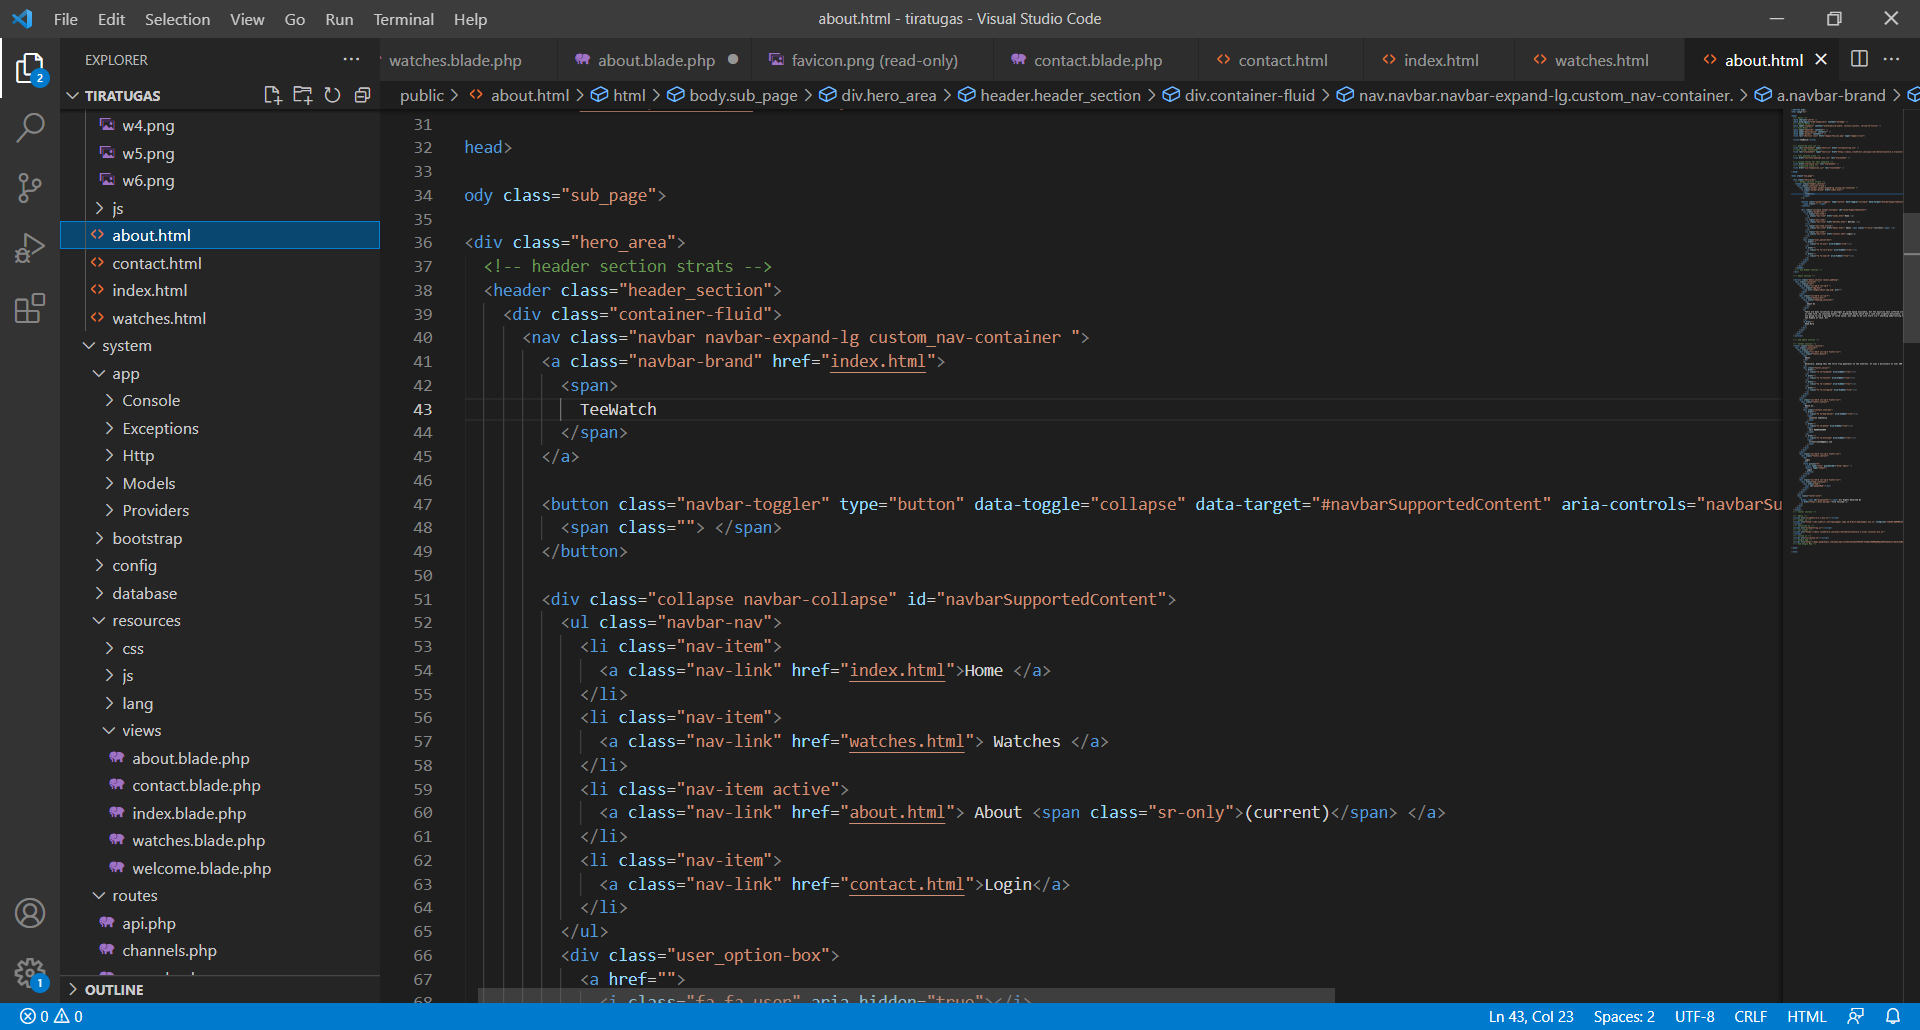 File Edit Selection View Go Run Terminal Help
about.html - tiratugas - Visual Studio Code
EXPLORER
watches.blade.php about.blade.php favicon.png (read-only) contact.blade.php contact.html index.html watches.html about.html
TIRATUGAS
public > about.html > html > body.sub_page > div.hero_area > header.header_section > div.container-fluid > nav.navbar.navbar-expand-lg.custom_nav-container. > a.navbar-brand >
2
w4.png
w5.png
w6.png
js
about.html
contact.html
index.html
watches.html
system
app
Console
Exceptions
Http
Models
Providers
bootstrap
config
database
resources
css
js
lang
views
about.blade.php
contact.blade.php
index.blade.php
watches.blade.php
welcome.blade.php
routes
api.php
channels.php
OUTLINE
1
31
32 head>
33
34 ody class="sub_page">
35
36 <div class="hero_area">
37 <!-- header section strats -->
38 <header class="header_section">
39 <div class="container-fluid">
40 <nav class="navbar navbar-expand-lg custom_nav-container ">
41 <a class="navbar-brand" href="index.html">
42 <span>
43 TeeWatch
44 </span>
45 </a>
46
47 <button class="navbar-toggler" type="button" data-toggle="collapse" data-target="#navbarSupportedContent" aria-controls="navbarSu
48 <span class=""> </span>
49 </button>
50
51 <div class="collapse navbar-collapse" id="navbarSupportedContent">
52 <ul class="navbar-nav">
53 <li class="nav-item">
54 <a class="nav-link" href="index.html">Home </a>
55 </li>
56 <li class="nav-item">
57 <a class="nav-link" href="watches.html"> Watches </a>
58 </li>
59 <li class="nav-item active">
60 <a class="nav-link" href="about.html"> About <span class="sr-only">(current)</span> </a>
61 </li>
62 <li class="nav-item">
63 <a class="nav-link" href="contact.html">Login</a>
64 </li>
65 </ul>
66 <div class="user_option-box">
67 <a href="">
68 <i class="fa fa-user" aria-hidden="true"></i>
0 0
Ln 43, Col 23 Spaces: 2 UTF-8 CRLF HTML